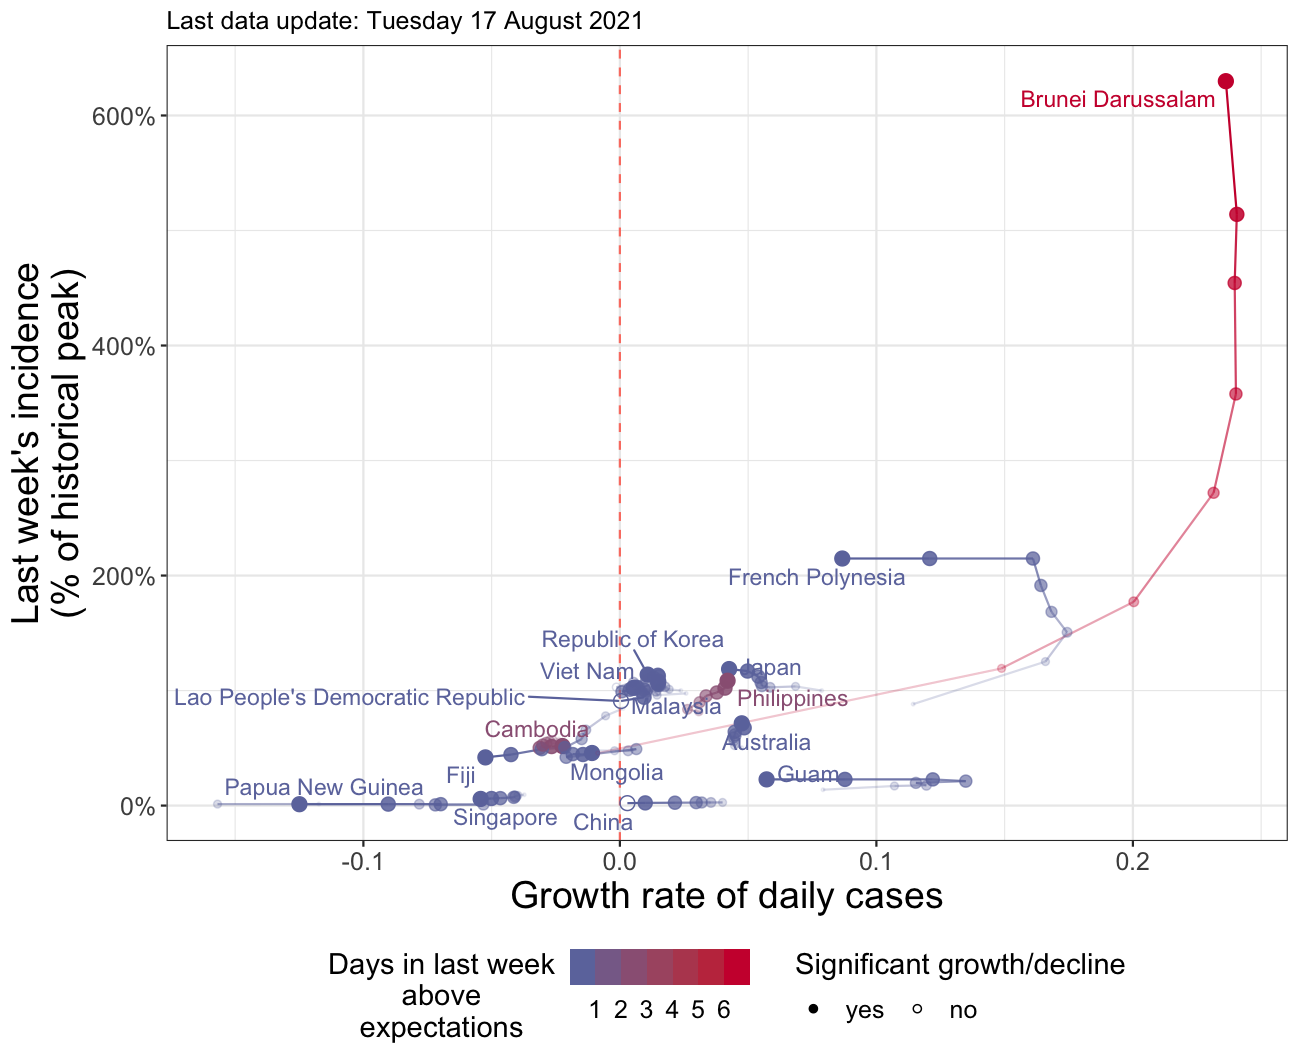 Last data update: Tuesday 17 August 2021
Last week's incidence
(% of historical peak)
600%
400%
200%
0%
Brunei Darussalam
French Polynesia
Republic of Korea
Viet Nam
Japan
Lao People's Democratic Republic
Malaysia
Philippines
Cambodia
Australia
Fiji
Mongolia
Guam
Papua New Guinea
Singapore
China
-0.1
0.0
0.1
0.2
Growth rate of daily cases
Days in last week
above
expectations
1 2 3 4 5 6
Significant growth/decline
yes
no